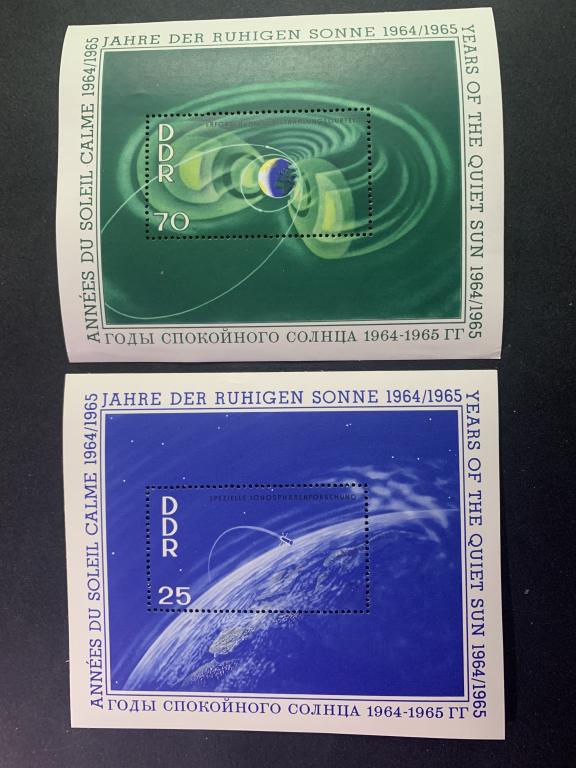 JAHRE DER RUHIGEN SONNE 1964/1965
YEARS OF THE QUIET SUN 1964/1965
ANNÉES DU SOLEIL CALME 1964/1965
DDR
70
ГОДЫ СПОКОЙНОГО СОЛНЦА 1964-1965 ГГ
JAHRE DER RUHIGEN SONNE 1964/1965
YEARS OF THE QUIET SUN 1964/1965
ANNÉES DU SOLEIL CALME 1964/1965
SPEZIELLE IONOSPHÄRENFORSCHUNG
DDR
25
ГОДЫ СПОКОЙНОГО СОЛНЦА 1964-1965 ГГ